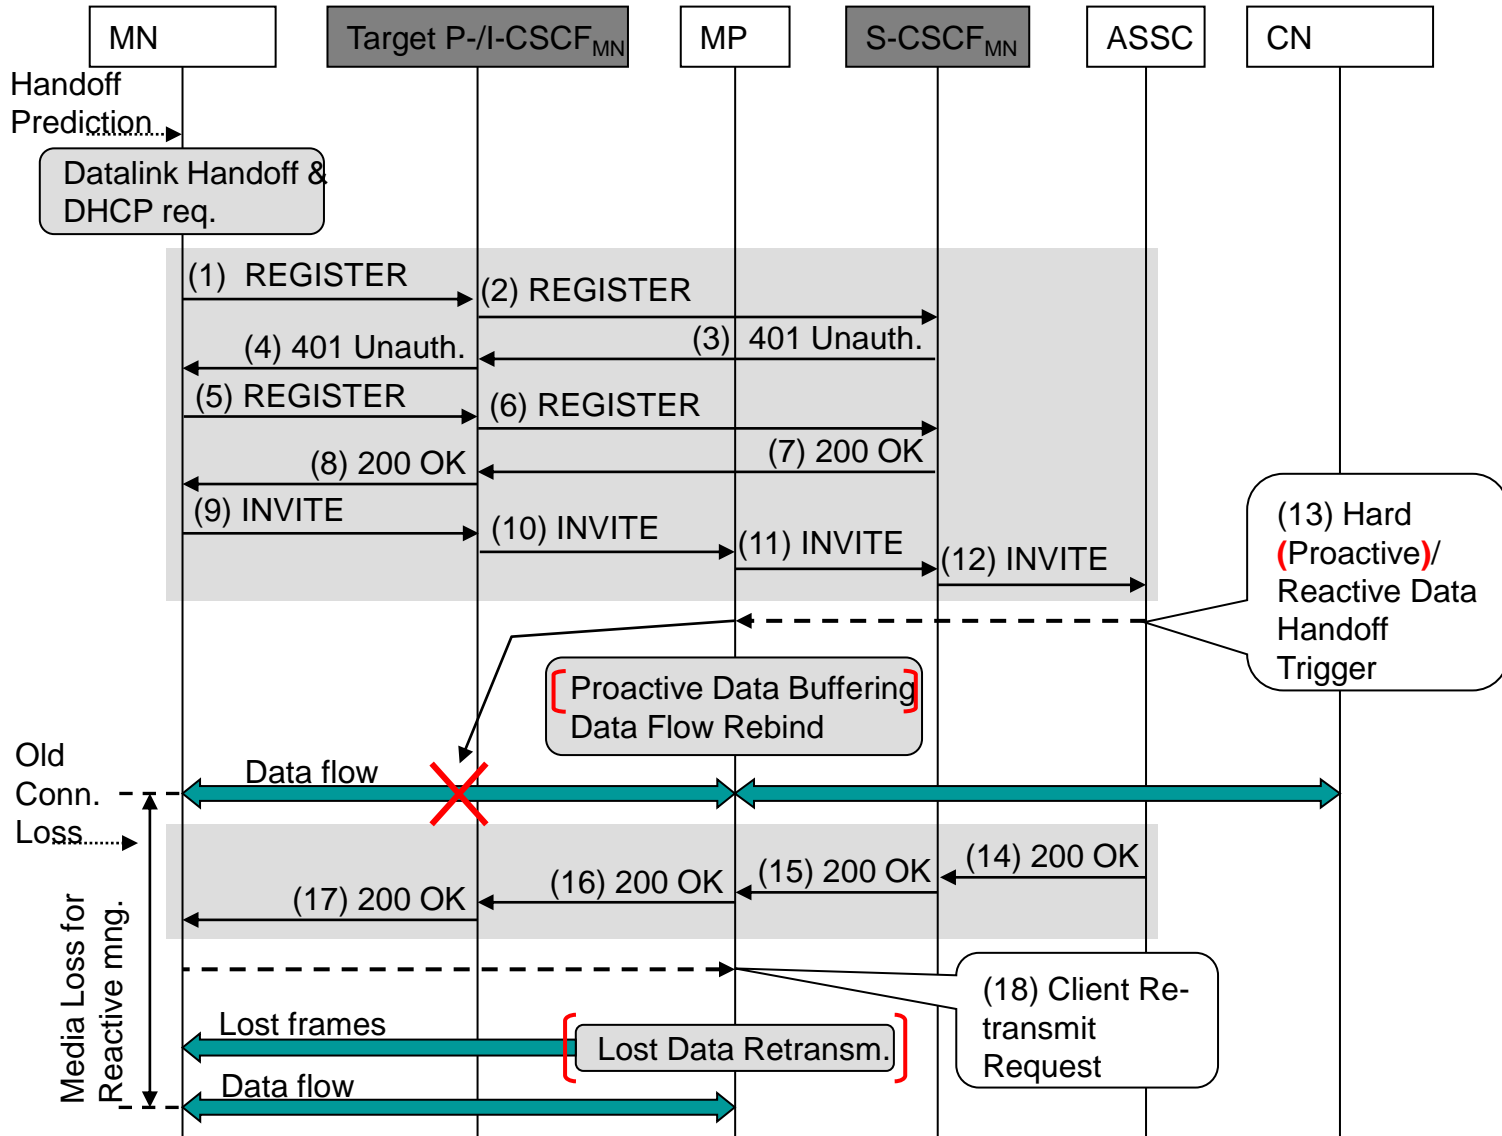 MN
Target P-/I-CSCFMN
MP
S-CSCFMN
ASSC
CN
Handoff
Prediction
Datalink Handoff &
DHCP req.
(1) REGISTER
(2) REGISTER
(3) 401 Unauth.
(4) 401 Unauth.
(5) REGISTER
(6) REGISTER
(7) 200 OK
(8) 200 OK
(9) INVITE
(10) INVITE
(11) INVITE
(12) INVITE
(13) Hard
(Proactive)/
Reactive Data
Handoff
Trigger
[Proactive Data Buffering]
Data Flow Rebind
Old
Conn.
Loss
Data flow
(14) 200 OK
(15) 200 OK
(16) 200 OK
(17) 200 OK
Media Loss for
Reactive mng.
(18) Client Re-
transmit
Request
Lost frames
[Lost Data Retransm.]
Data flow